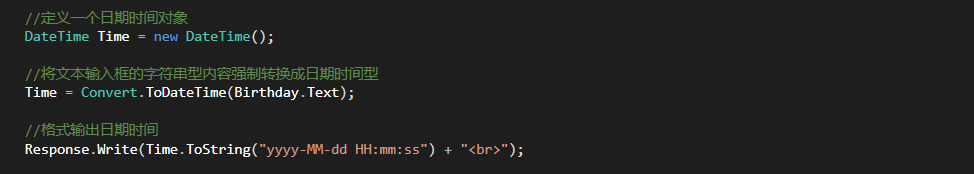 //定义一个日期时间对象
DateTime Time = new DateTime();
//将文本输入框的字符串型内容强制转换成日期时间型
Time = Convert.ToDateTime(Birthday.Text);
//格式输出日期时间
Response.Write(Time.ToString("yyyy-MM-dd HH:mm:ss") + "<br>");